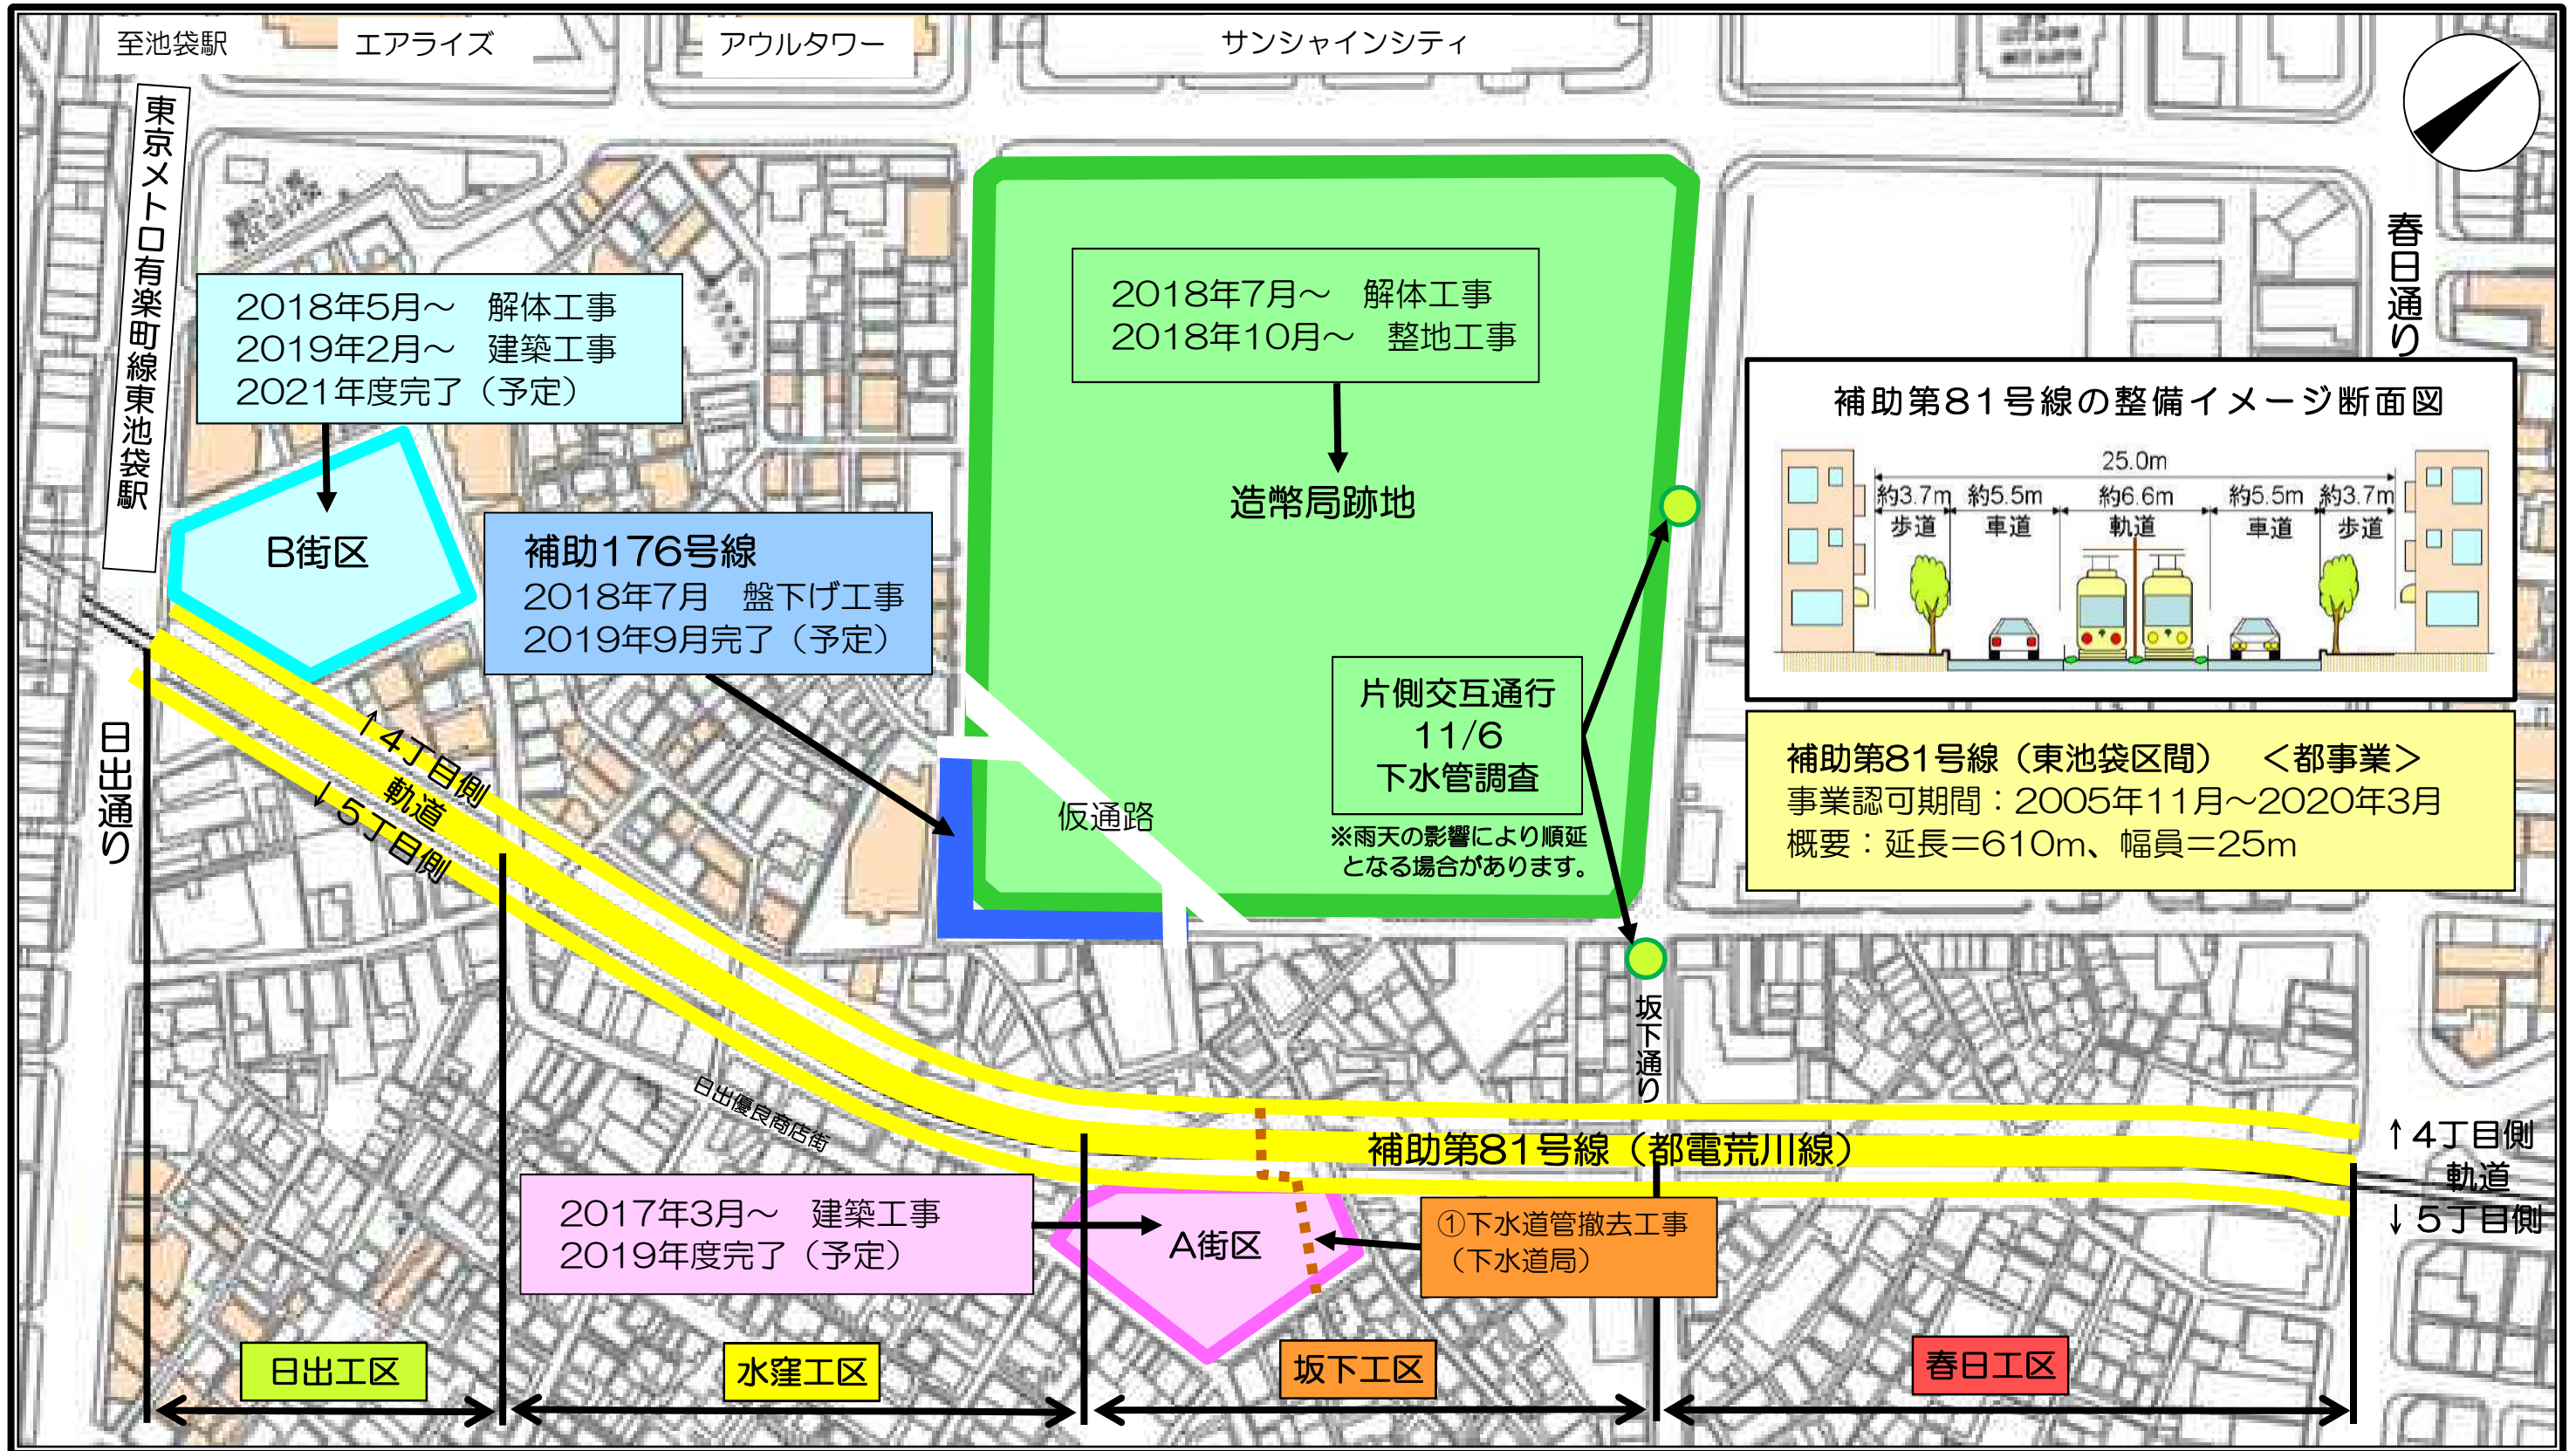 至池袋駅
エアライズ
アウルタワー
サンシャインシティ
東京メトロ有楽町線東池袋駅
春日通り
2018年5月～　解体工事
2019年2月～　建築工事
2021年度完了（予定）
B街区
2018年7月～　解体工事
2018年10月～　整地工事
造幣局跡地
補助176号線
2018年7月　盤下げ工事
2019年9月完了（予定）
片側交互通行
11/6
下水管調査
※雨天の影響により順延
となる場合があります。
仮通路
補助第81号線の整備イメージ断面図
25.0m
約3.7m 約5.5m 約6.6m 約5.5m 約3.7m
歩道 車道 軌道 車道 歩道
補助第81号線（東池袋区間）　＜都事業＞
事業認可期間：2005年11月～2020年3月
概要：延長＝610m、幅員＝25m
日出通り
↑4丁目側
軌道
↓5丁目側
日出優良商店街
坂下通り
補助第81号線（都電荒川線）
↑4丁目側
軌道
↓5丁目側
2017年3月～　建築工事
2019年度完了（予定）
A街区
①下水道管撤去工事
（下水道局）
日出工区
水窪工区
坂下工区
春日工区